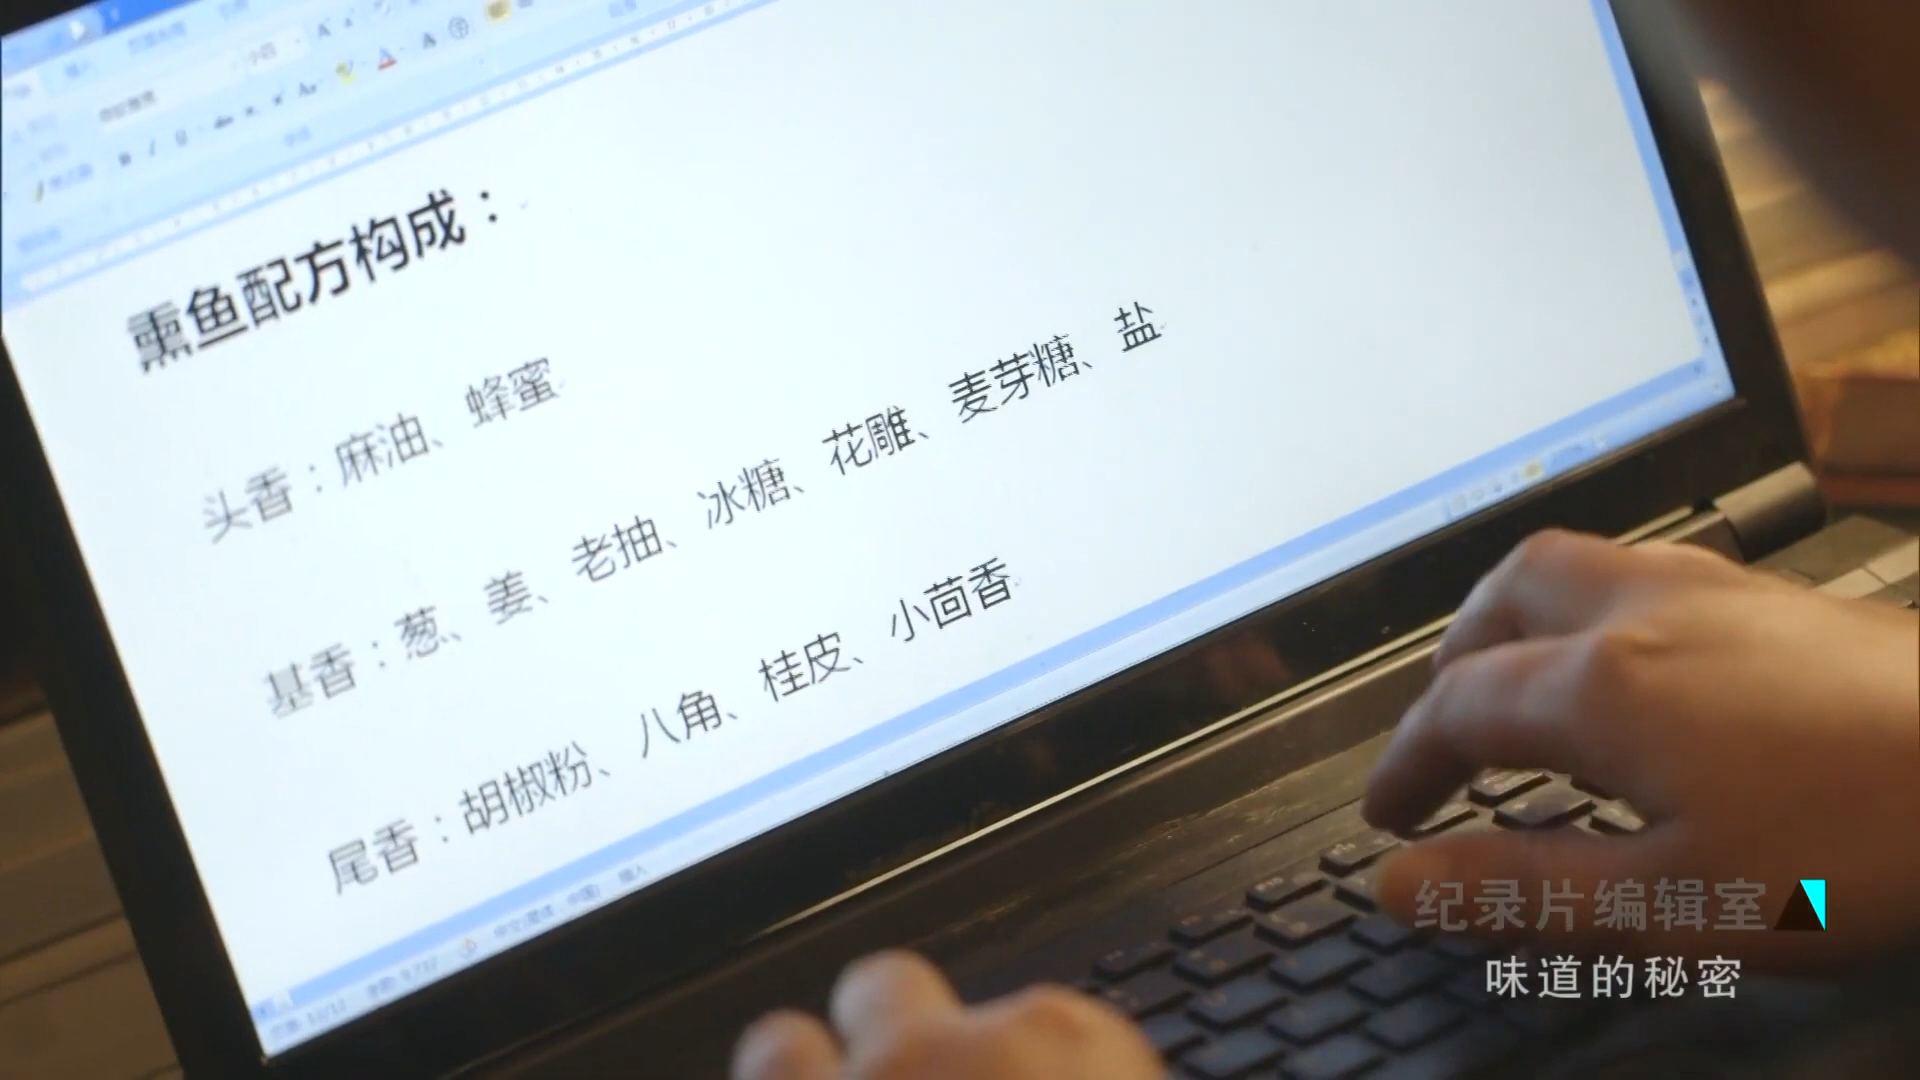 熏鱼配方构成：
头香：麻油、蜂蜜
基香：葱、姜、老抽、冰糖、花雕、麦芽糖、盐
尾香：胡椒粉、八角、桂皮、小茴香
纪录片编辑室
味道的秘密